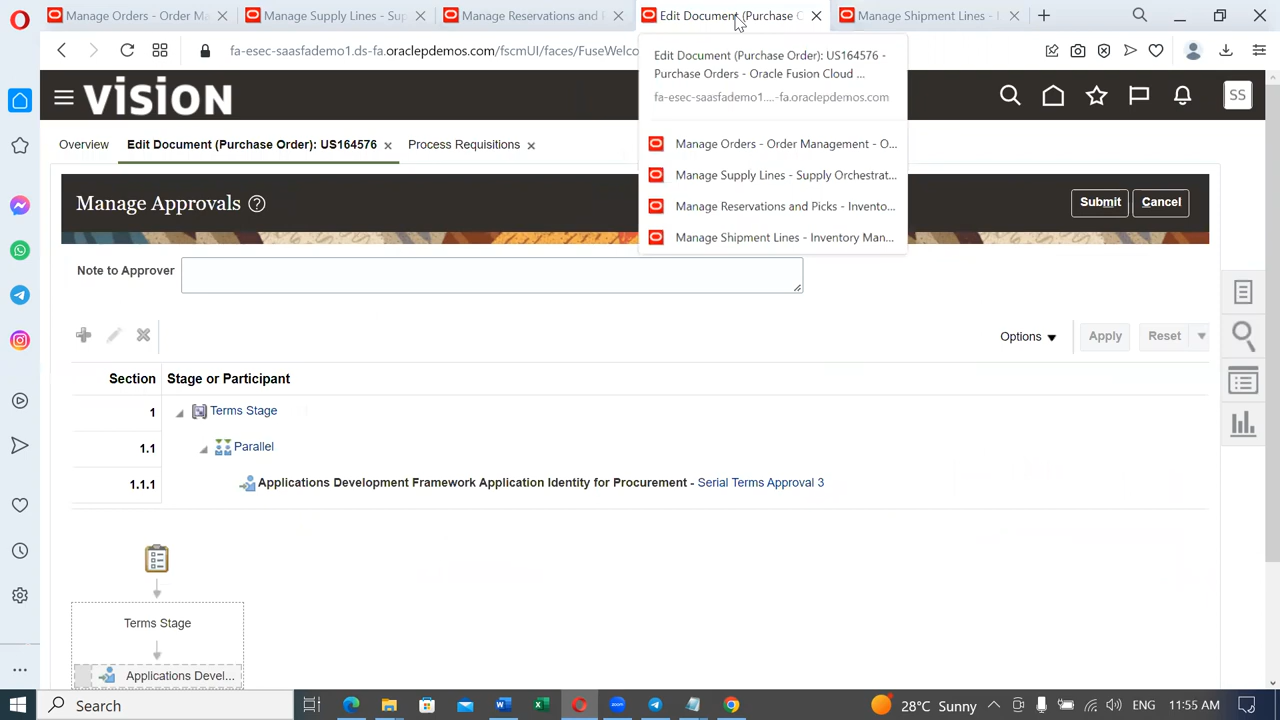 Manage Orders - Order Ma
Manage Supply Lines - Sup
Manage Reservations and
Edit Document (Purchase
Manage Shipment Lines -
fa-esec-saasfademo1.ds-fa.oraclepdemos.com/fscmUI/faces/FuseWelco
Edit Document (Purchase Order): US164576 -
Purchase Orders - Oracle Fusion Cloud ...
fa-esec-saasfademo1....-fa.oraclepdemos.com
Manage Orders - Order Management - O...
Manage Supply Lines - Supply Orchestrat...
Manage Reservations and Picks - Invento...
Manage Shipment Lines - Inventory Man...
vision
SS
Overview
Edit Document (Purchase Order): US164576
Process Requisitions
Manage Approvals
Submit
Cancel
Note to Approver
Options
Apply
Reset
Section
Stage or Participant
1
Terms Stage
1.1
Parallel
1.1.1
Applications Development Framework Application Identity for Procurement - Serial Terms Approval 3
Terms Stage
Applications Devel...
Search
28°C Sunny
11:55 AM